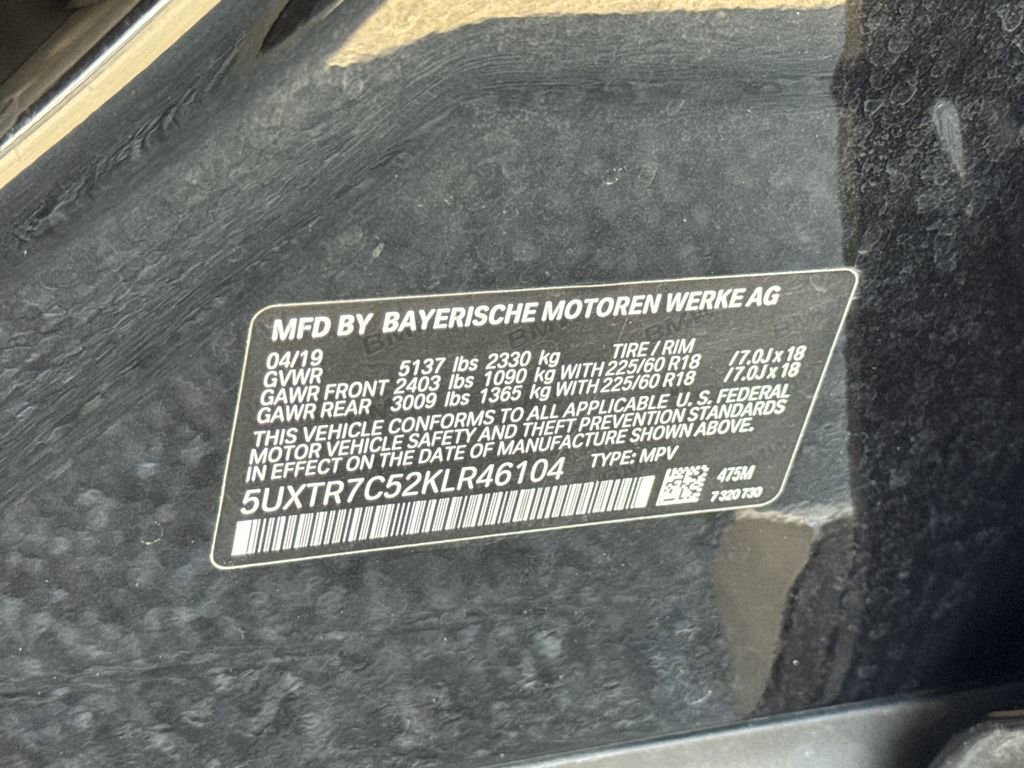 MFD BY BAYERISCHE MOTOREN WERKE AG
04/19 TIRE / RIM
GVWR 5137 lbs 2330 kg
GAWR FRONT 2403 lbs 1090 kg WITH 225/60 R18 /7.0J x 18
GAWR REAR 3009 lbs 1365 kg WITH 225/60 R18 /7.0J x 18
THIS VEHICLE CONFORMS TO ALL APPLICABLE U. S. FEDERAL
MOTOR VEHICLE SAFETY AND THEFT PREVENTION STANDARDS
IN EFFECT ON THE DATE OF MANUFACTURE SHOWN ABOVE.
5UXTR7C52KLR46104 TYPE: MPV
475M
7 320 730